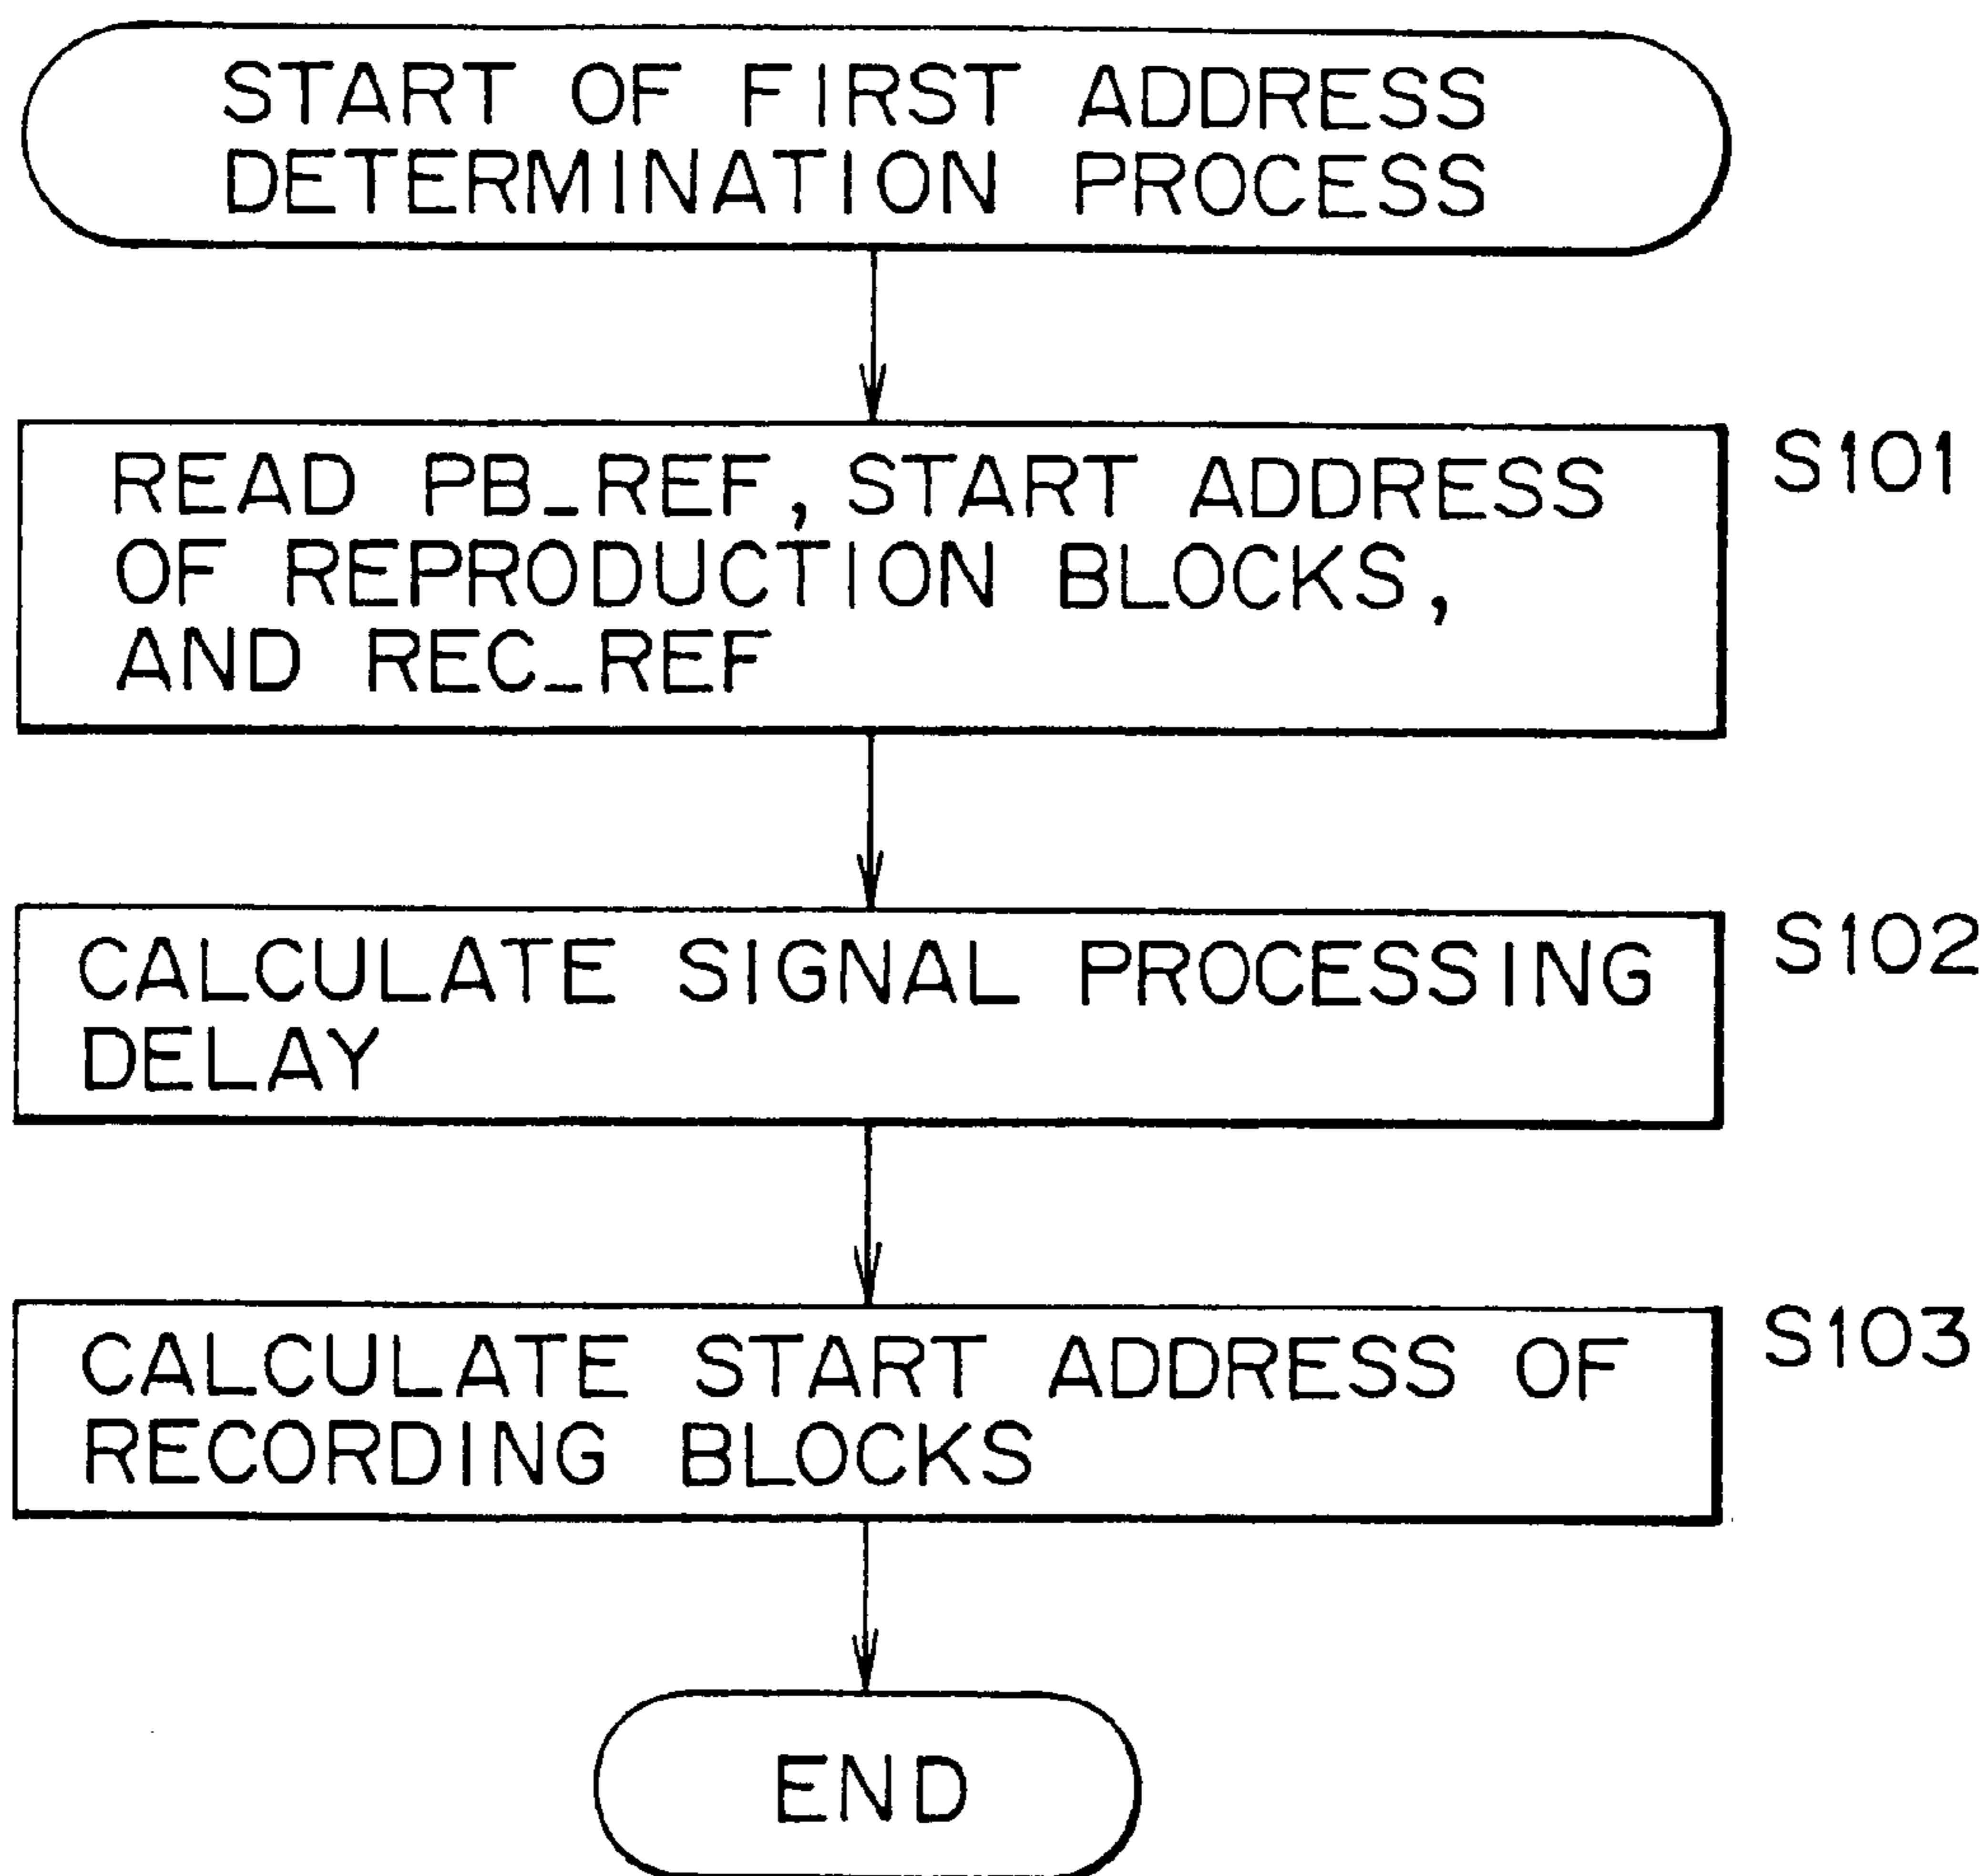 START OF FIRST ADDRESS
DETERMINATION PROCESS
READ PB_REF, START ADDRESS
OF REPRODUCTION BLOCKS,
AND REC_REF
S101
CALCULATE SIGNAL PROCESSING
DELAY
S102
CALCULATE START ADDRESS OF
RECORDING BLOCKS
S103
END